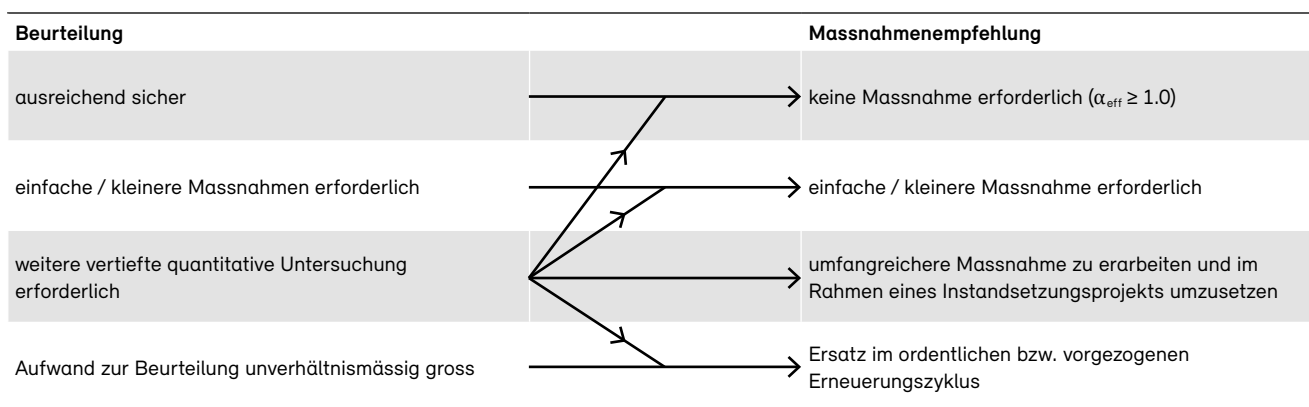 Beurteilung
Massnahmenempfehlung
ausreichend sicher
keine Massnahme erforderlich (αeff ≥ 1.0)
einfache / kleinere Massnahmen erforderlich
einfache / kleinere Massnahme erforderlich
weitere vertiefte quantitative Untersuchung
erforderlich
umfangreichere Massnahme zu erarbeiten und im
Rahmen eines Instandsetzungsprojekts umzusetzen
Aufwand zur Beurteilung unverhältnismässig gross
Ersatz im ordentlichen bzw. vorgezogenen
Erneuerungszyklus